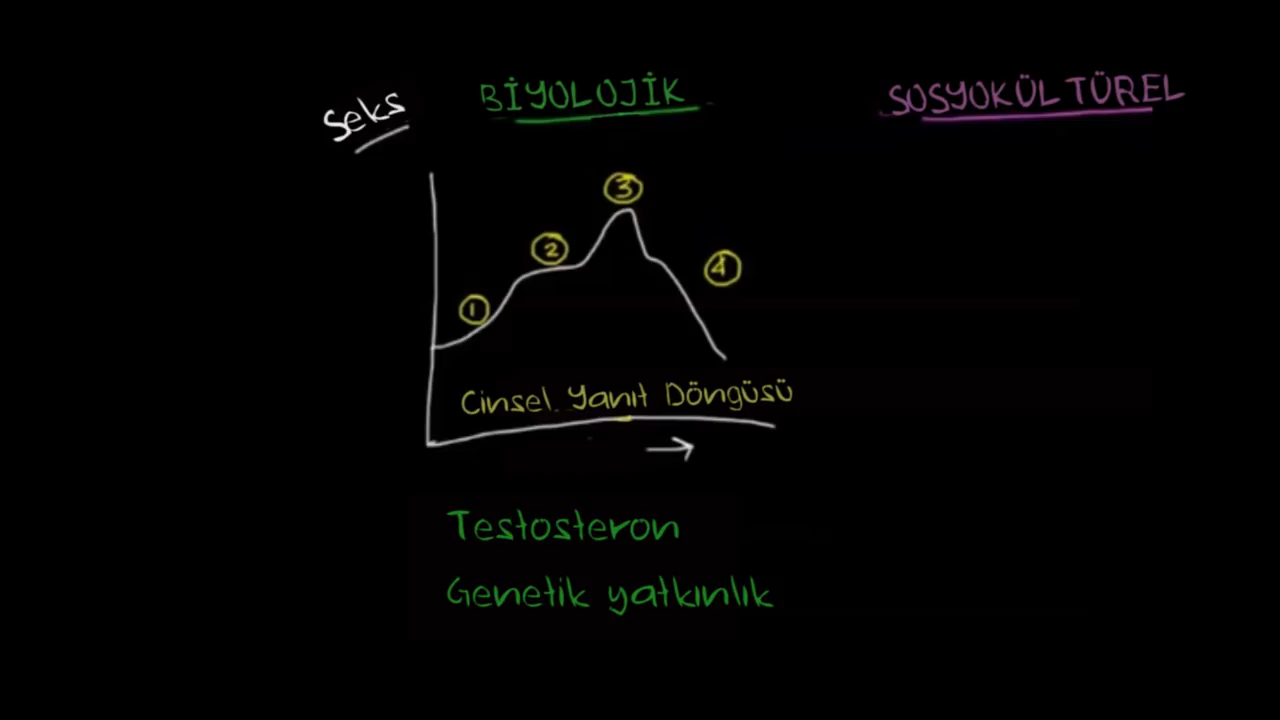 Seks
BİYOLOJİK
SOSYOKÜLTÜREL
3
2
4
1
Cinsel Yanıt Döngüsü
Testosteron
Genetik yatkınlık